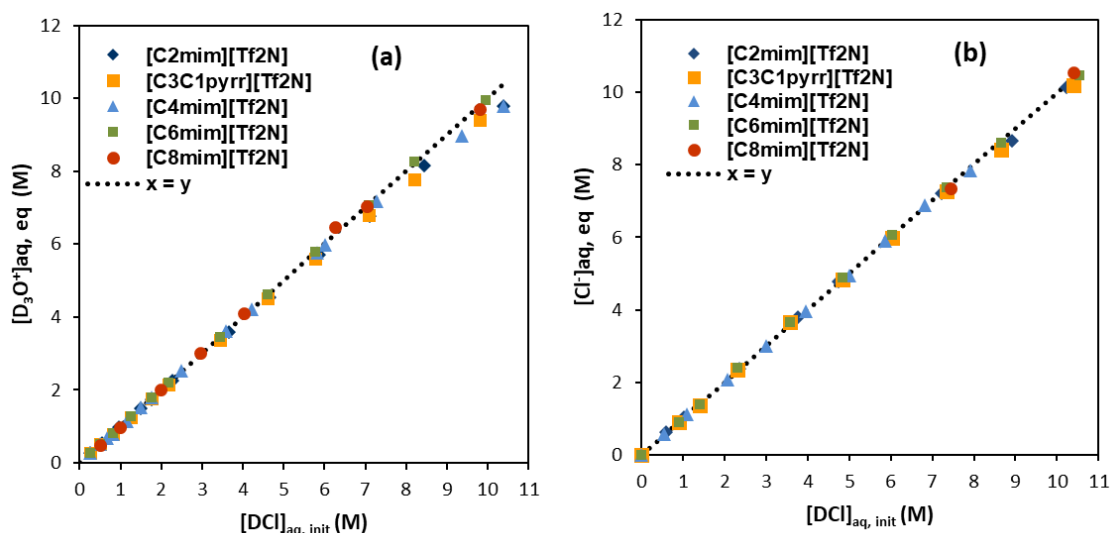 (a)
[C2mim][Tf2N]
[C3C1pyrr][Tf2N]
[C4mim][Tf2N]
[C6mim][Tf2N]
[C8mim][Tf2N]
x = y
[D₃O⁺]aq, eq (M)
12
10
8
6
4
2
0
0 1 2 3 4 5 6 7 8 9 10 11
[DCl]aq, init (M)
(b)
[C2mim][Tf2N]
[C3C1pyrr][Tf2N]
[C4mim][Tf2N]
[C6mim][Tf2N]
[C8mim][Tf2N]
x = y
[Cl⁻]aq, eq (M)
12
10
8
6
4
2
0
0 1 2 3 4 5 6 7 8 9 10 11
[DCl]aq, init (M)